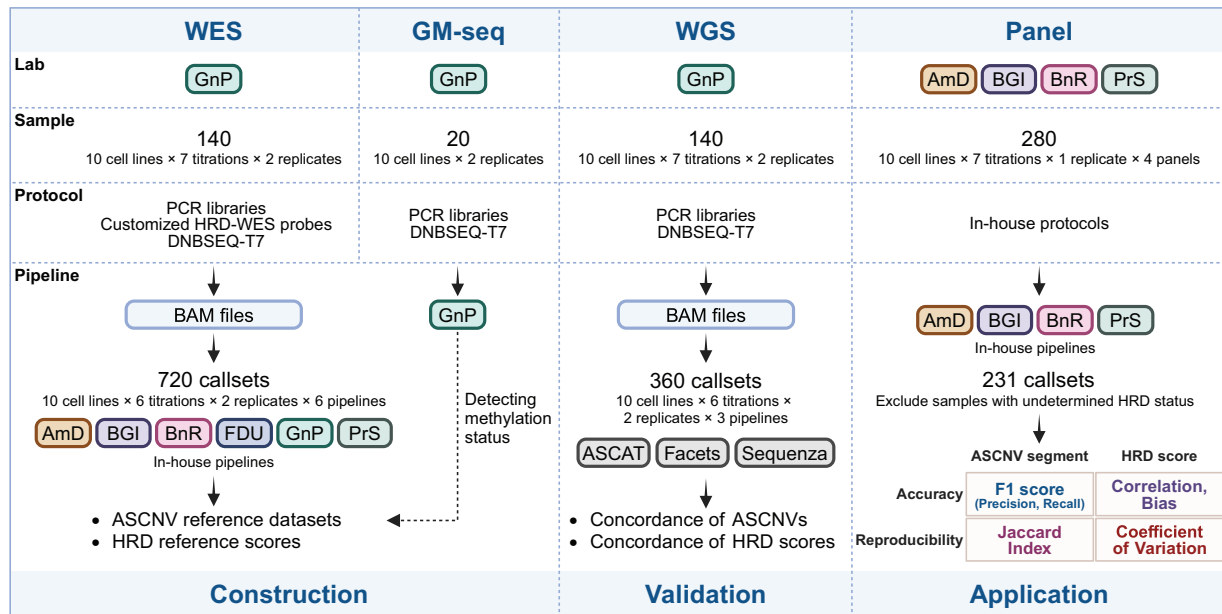 WES
GM-seq
WGS
Panel
Lab
GnP
GnP
GnP
AmD BGI BnR PrS
Sample
140
10 cell lines × 7 titrations × 2 replicates
20
10 cell lines × 2 replicates
140
10 cell lines × 7 titrations × 2 replicates
280
10 cell lines × 7 titrations × 1 replicate × 4 panels
Protocol
PCR libraries
Customized HRD-WES probes
DNBSEQ-T7
PCR libraries
DNBSEQ-T7
PCR libraries
DNBSEQ-T7
In-house protocols
Pipeline
BAM files
720 callsets
10 cell lines × 6 titrations × 2 replicates × 6 pipelines
AmD BGI BnR FDU GnP PrS
In-house pipelines
• ASCNV reference datasets
• HRD reference scores
GnP
Detecting
methylation
status
BAM files
360 callsets
10 cell lines × 6 titrations ×
2 replicates × 3 pipelines
ASCAT Facets Sequenza
• Concordance of ASCNVs
• Concordance of HRD scores
AmD BGI BnR PrS
In-house pipelines
231 callsets
Exclude samples with undetermined HRD status
ASCNV segment HRD score
Accuracy
F1 score
(Precision, Recall)
Correlation,
Bias
Reproducibility
Jaccard
Index
Coefficient
of Variation
Construction
Validation
Application